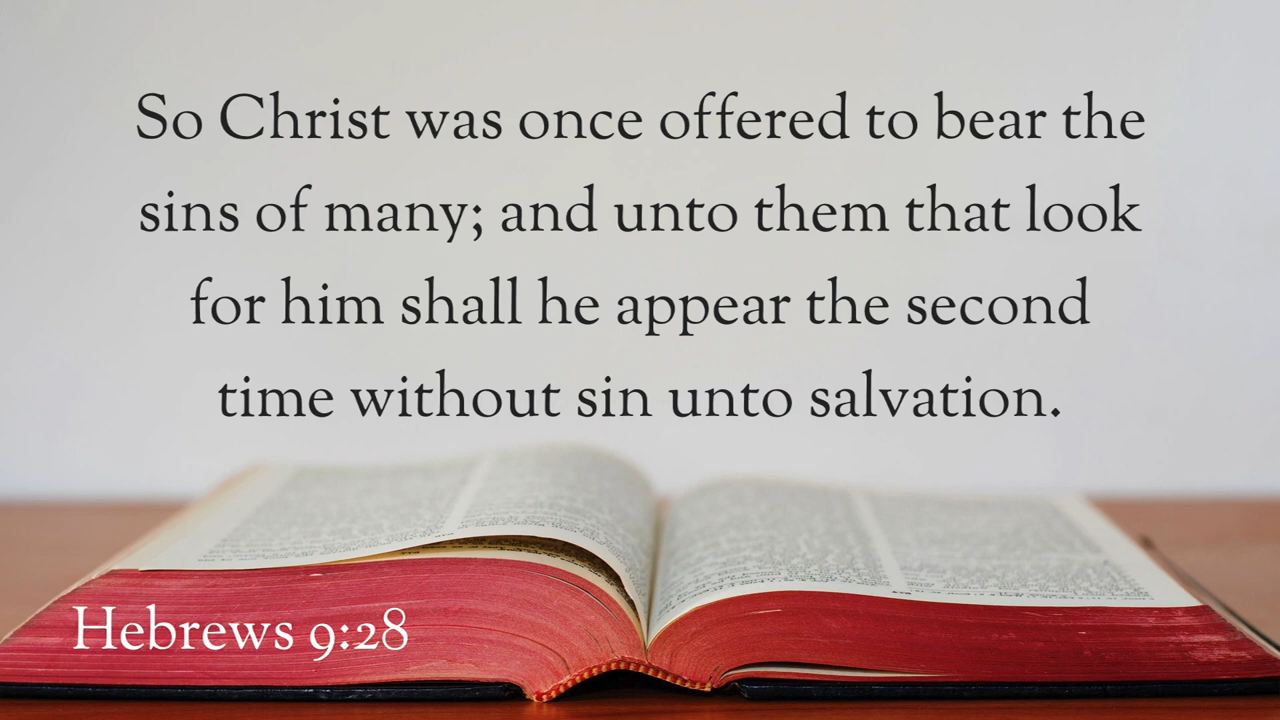 So Christ was once offered to bear the
sins of many; and unto them that look
for him shall he appear the second
time without sin unto salvation.
Hebrews 9:28